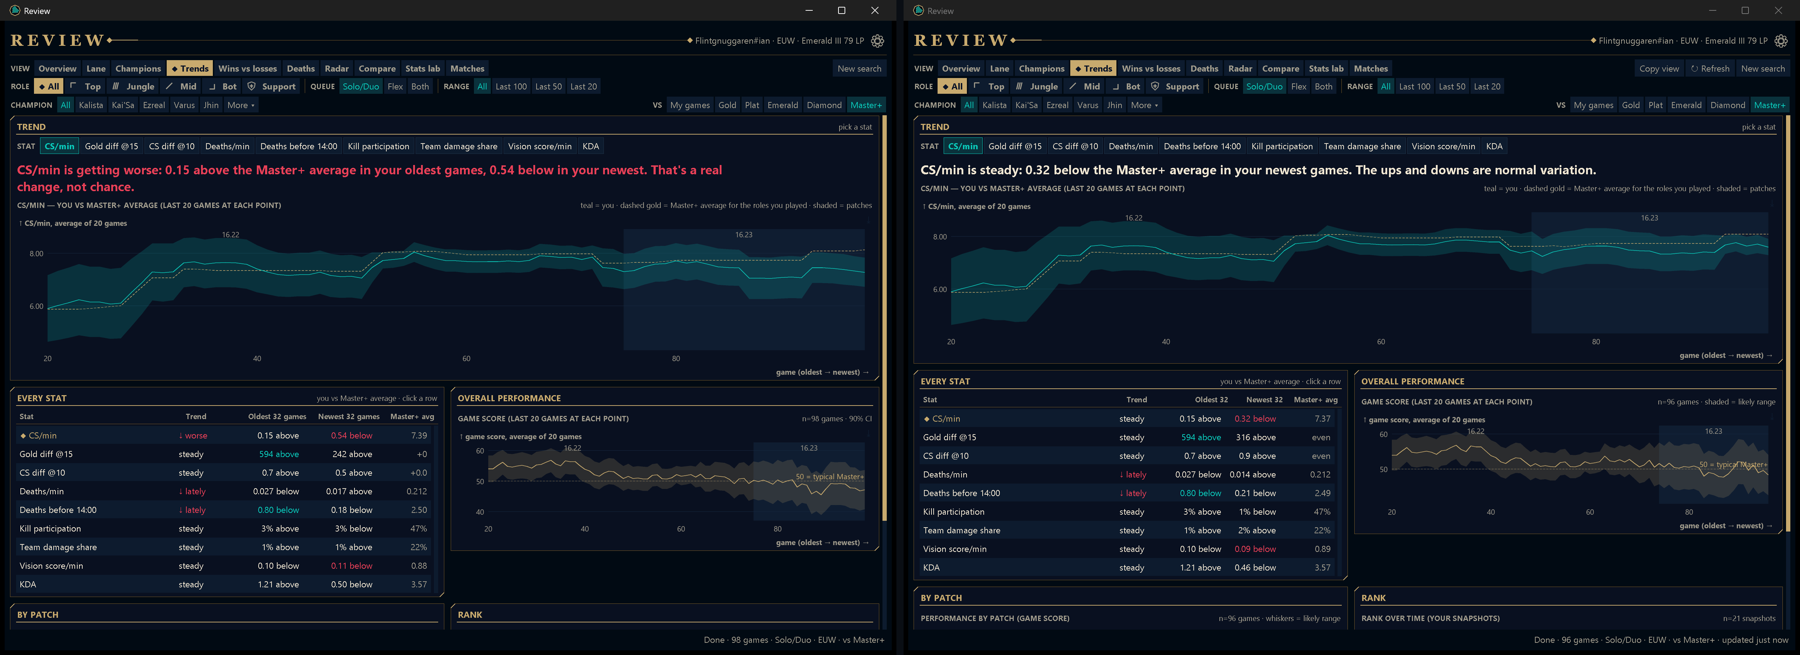 Review
REVIEW
Flintgnuggaren#ian · EUW · Emerald III 79 LP
VIEW Overview Lane Champions ◆ Trends Wins vs losses Deaths Radar Compare Stats lab Matches New search
ROLE ◆ All Top Jungle Mid Bot Support QUEUE Solo/Duo Flex Both RANGE All Last 100 Last 50 Last 20
CHAMPION All Kalista Kai'Sa Ezreal Varus Jhin More VS My games Gold Plat Emerald Diamond Master+
TREND pick a stat
STAT CS/min Gold diff @15 CS diff @10 Deaths/min Deaths before 14:00 Kill participation Team damage share Vision score/min KDA
CS/min is getting worse: 0.15 above the Master+ average in your oldest games, 0.54 below in your newest. That's a real
change, not chance.
CS/MIN — YOU VS MASTER+ AVERAGE (LAST 20 GAMES AT EACH POINT) teal = you · dashed gold = Master+ average for the roles you played · shaded = patches
↑ CS/min, average of 20 games
16.22 16.23
8.00
6.00
20 40 60 80
game (oldest → newest) →
EVERY STAT you vs Master+ average · click a row
Stat Trend Oldest 32 games Newest 32 games Master+ avg
◆ CS/min ↓ worse 0.15 above 0.54 below 7.39
Gold diff @15 steady 594 above 242 above +0
CS diff @10 steady 0.7 above 0.5 above +0.0
Deaths/min ↓ lately 0.027 below 0.017 above 0.212
Deaths before 14:00 ↓ lately 0.80 below 0.18 below 2.50
Kill participation steady 3% above 3% below 47%
Team damage share steady 1% above 1% above 22%
Vision score/min steady 0.10 below 0.11 below 0.88
KDA steady 1.21 above 0.50 below 3.57
OVERALL PERFORMANCE
GAME SCORE (LAST 20 GAMES AT EACH POINT) n=98 games · 90% CI
↑ game score, average of 20 games
16.22 16.23
60
50
40
50 = typical Master+
20 40 60 80
game (oldest → newest) →
BY PATCH
RANK
Done · 98 games · Solo/Duo · EUW · vs Master+
Review
REVIEW
Flintgnuggaren#ian · EUW · Emerald III 79 LP
VIEW Overview Lane Champions ◆ Trends Wins vs losses Deaths Radar Compare Stats lab Matches Copy view Refresh New search
ROLE ◆ All Top Jungle Mid Bot Support QUEUE Solo/Duo Flex Both RANGE All Last 100 Last 50 Last 20
CHAMPION All Kalista Kai'Sa Ezreal Varus Jhin More VS My games Gold Plat Emerald Diamond Master+
TREND pick a stat
STAT CS/min Gold diff @15 CS diff @10 Deaths/min Deaths before 14:00 Kill participation Team damage share Vision score/min KDA
CS/min is steady: 0.32 below the Master+ average in your newest games. The ups and downs are normal variation.
CS/MIN — YOU VS MASTER+ AVERAGE (LAST 20 GAMES AT EACH POINT) teal = you · dashed gold = Master+ average for the roles you played · shaded = patches
↑ CS/min, average of 20 games
16.22 16.23
8.00
6.00
20 40 60 80
game (oldest → newest) →
EVERY STAT you vs Master+ average · click a row
Stat Trend Oldest 32 Newest 32 Master+ avg
◆ CS/min steady 0.15 above 0.32 below 7.37
Gold diff @15 steady 594 above 316 above even
CS diff @10 steady 0.7 above 0.9 above even
Deaths/min ↓ lately 0.027 below 0.014 above 0.212
Deaths before 14:00 ↓ lately 0.80 below 0.21 below 2.49
Kill participation steady 3% above 1% below 47%
Team damage share steady 1% above 2% above 22%
Vision score/min steady 0.10 below 0.09 below 0.89
KDA steady 1.21 above 0.46 below 3.57
OVERALL PERFORMANCE
GAME SCORE (LAST 20 GAMES AT EACH POINT) n=96 games · shaded = likely range
↑ game score, average of 20 games
16.22 16.23
60
50
50 = typical Master+
20 40 60 80
game (oldest → newest) →
BY PATCH
PERFORMANCE BY PATCH (GAME SCORE) n=96 games · whiskers = likely range
RANK
RANK OVER TIME (YOUR SNAPSHOTS) n=21 snapshots
Done · 96 games · Solo/Duo · EUW · vs Master+ · updated just now